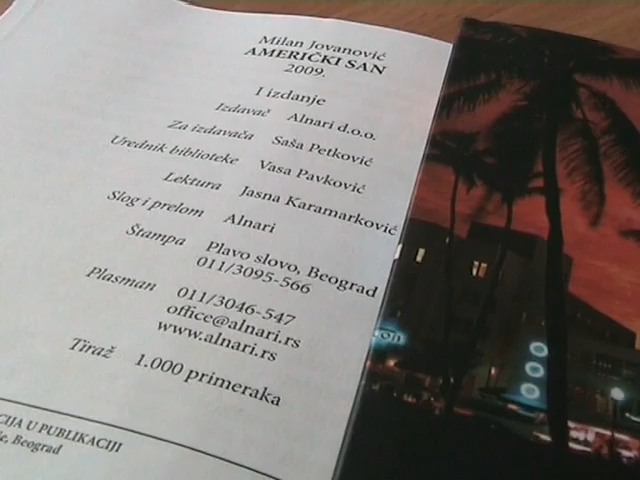 Milan Jovanović
AMERIČKI SAN
2009.
I izdanje
Izdavač Alnari d.o.o.
Za izdavača Saša Petković
Urednik biblioteke Vasa Pavković
Lektura Jasna Karamarković
Slog i prelom Alnari
Štampa Plavo slovo, Beograd
011/3095-566
Plasman 011/3046-547
office@alnari.rs
www.alnari.rs
Tiraž 1.000 primeraka
CIJA U PUBLIKACIJI
Beograd